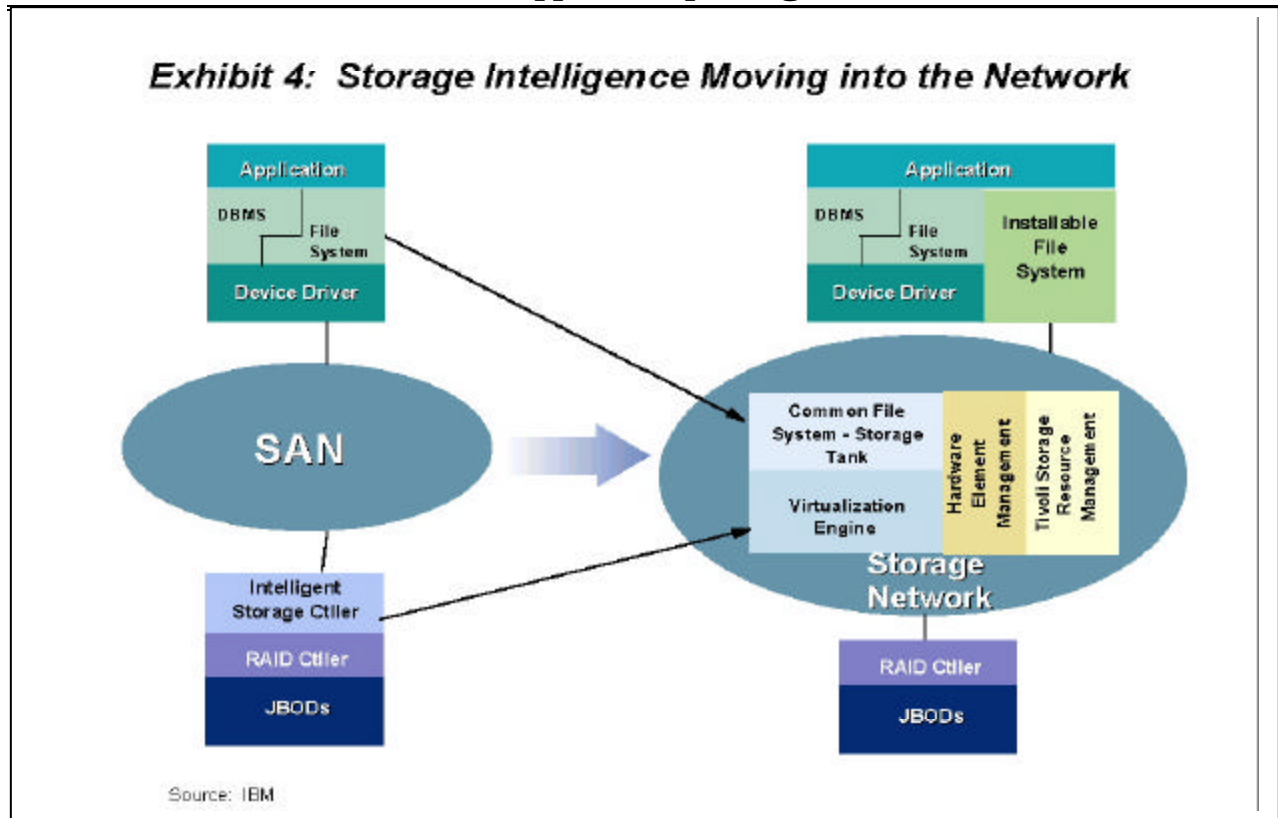 Exhibit 4: Storage Intelligence Moving into the Network
Application
DBMS
File
System
Device Driver
SAN
Intelligent
Storage Ctller
RAID Ctller
JBODs
Application
DBMS
File
System
Device Driver
Installable
File
System
Common File
System - Storage
Tank
Virtualization
Engine
Hardware
Element
Management
Tivoli Storage
Resource
Management
Storage
Network
RAID Ctller
JBODs
Source: IBM